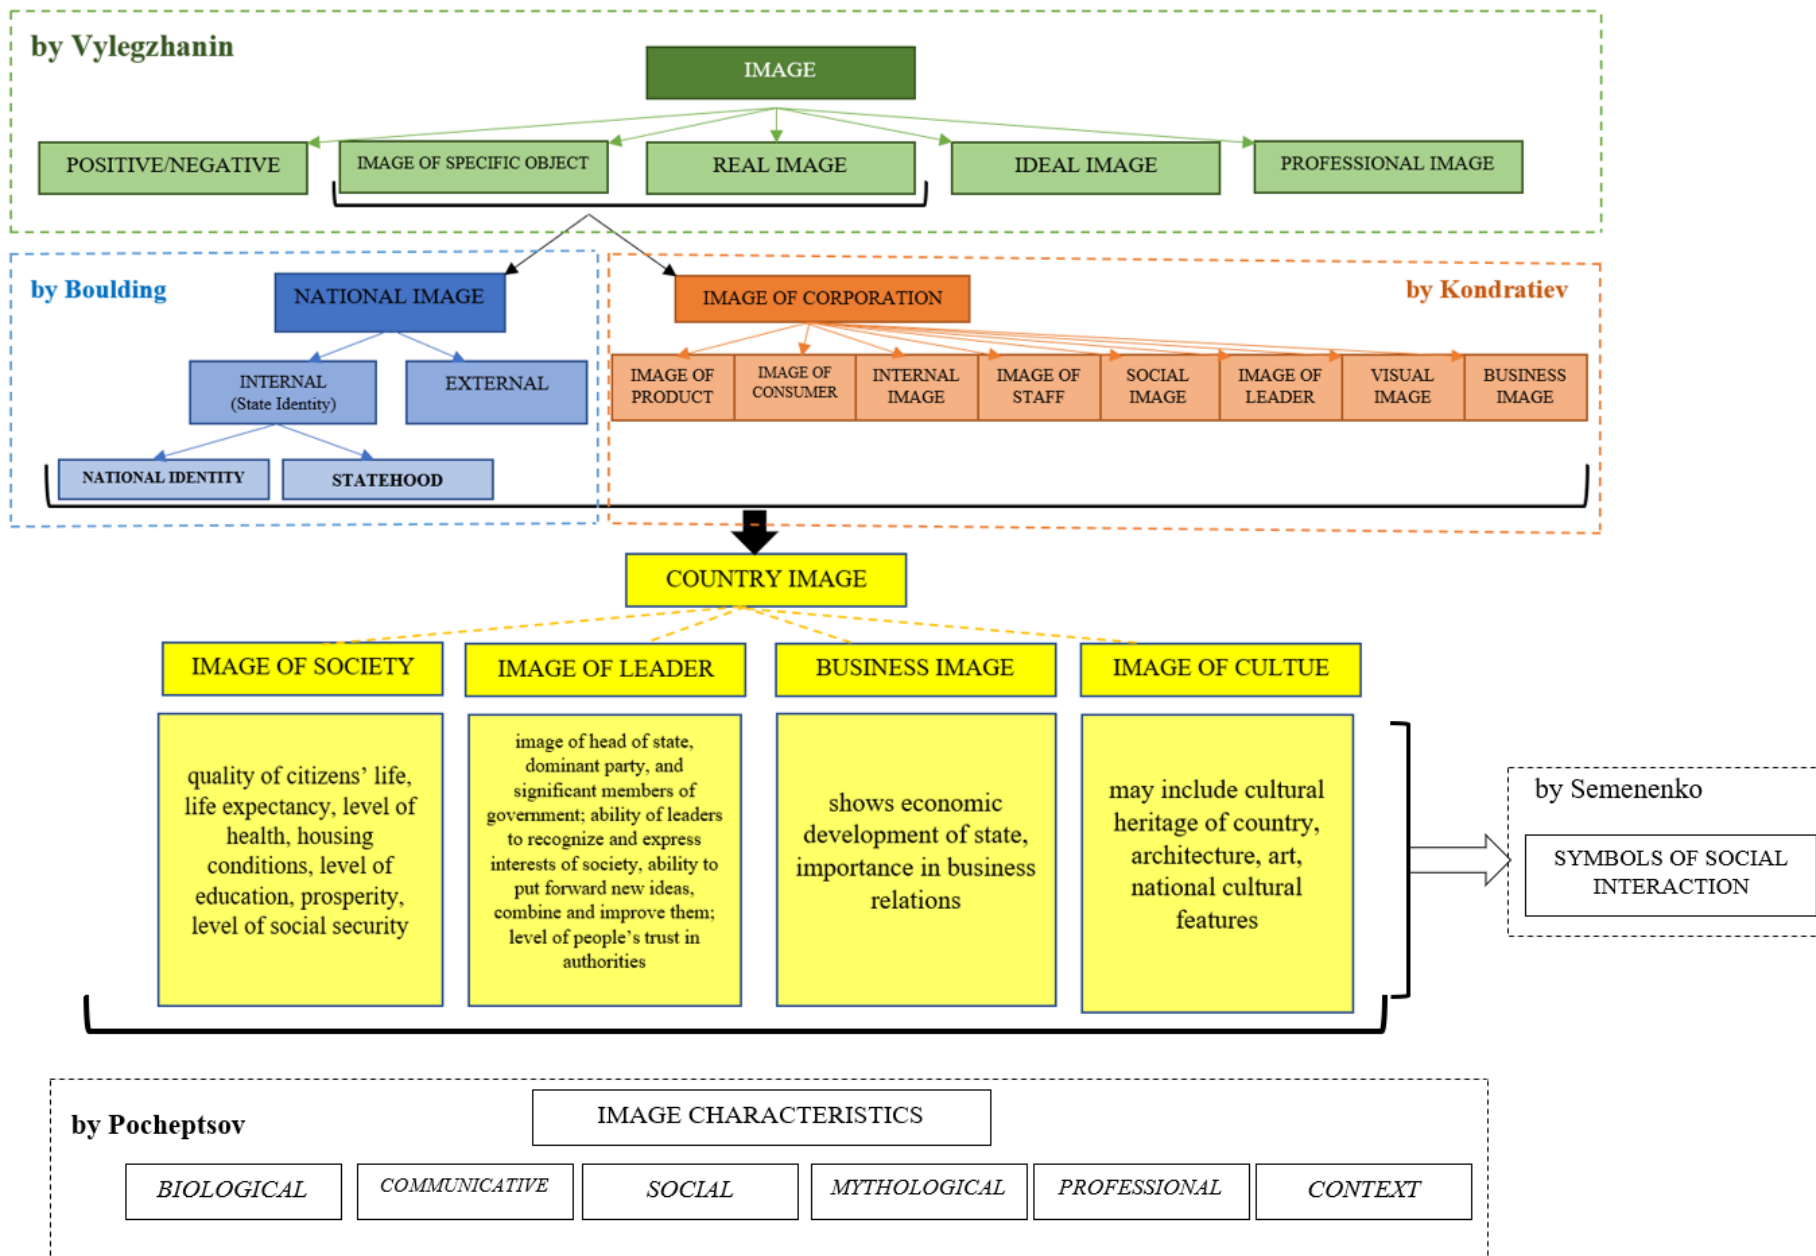 by Vylegzhanin
IMAGE
POSITIVE/NEGATIVE
IMAGE OF SPECIFIC OBJECT
REAL IMAGE
IDEAL IMAGE
PROFESSIONAL IMAGE
by Boulding
NATIONAL IMAGE
INTERNAL
(State Identity)
EXTERNAL
NATIONAL IDENTITY
STATEHOOD
by Kondratiev
IMAGE OF CORPORATION
IMAGE OF
PRODUCT
IMAGE OF
CONSUMER
INTERNAL
IMAGE
IMAGE OF
STAFF
SOCIAL
IMAGE
IMAGE OF
LEADER
VISUAL
IMAGE
BUSINESS
IMAGE
COUNTRY IMAGE
IMAGE OF SOCIETY
quality of citizens’ life,
life expectancy, level of
health, housing
conditions, level of
education, prosperity,
level of social security
IMAGE OF LEADER
image of head of state,
dominant party, and
significant members of
government; ability of leaders
to recognize and express
interests of society, ability to
put forward new ideas,
combine and improve them;
level of people’s trust in
authorities
BUSINESS IMAGE
shows economic
development of state,
importance in business
relations
IMAGE OF CULTUE
may include cultural
heritage of country,
architecture, art,
national cultural
features
by Semenenko
SYMBOLS OF SOCIAL
INTERACTION
by Pocheptsov
IMAGE CHARACTERISTICS
BIOLOGICAL
COMMUNICATIVE
SOCIAL
MYTHOLOGICAL
PROFESSIONAL
CONTEXT